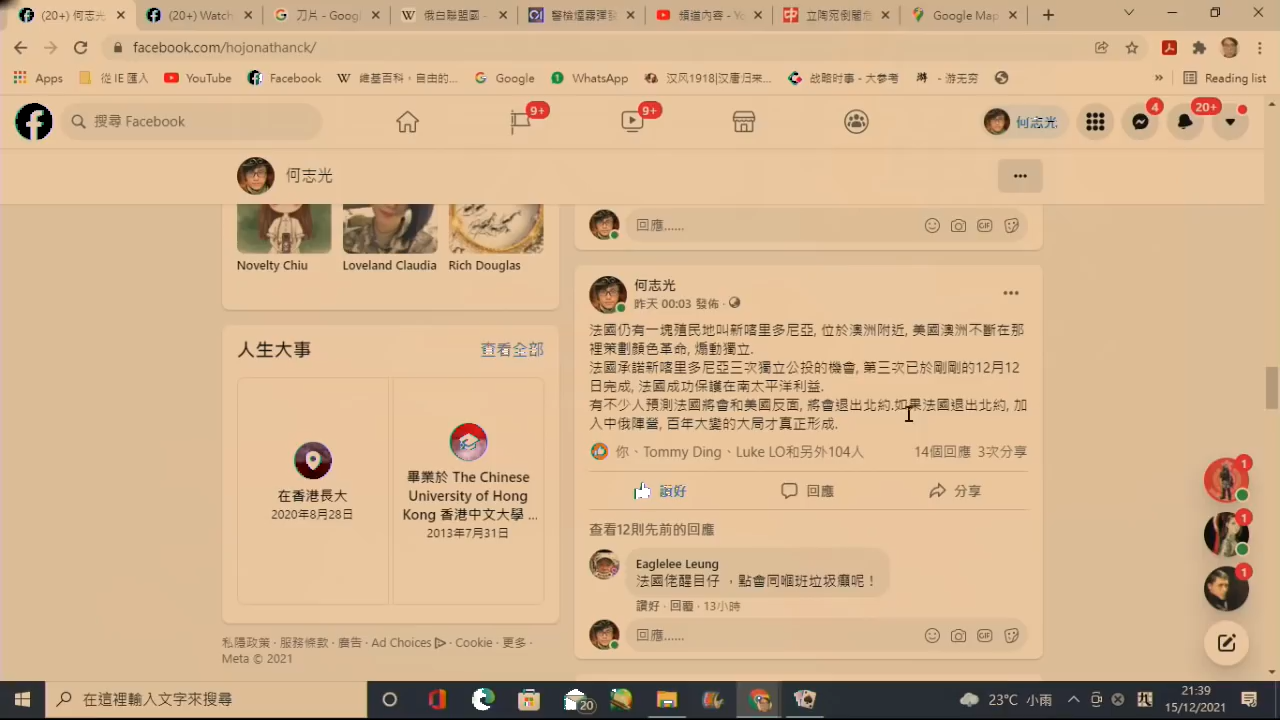 (20+) 何志光
(20+) Watch
刀片 - Goog
俄白聯盟國 -
警檢爐霧彈
頻道內容 - Yo
立陶宛倒閣危
Google Map
facebook.com/hojonathanck/
Apps
從 IE 匯入
YouTube
Facebook
維基百科，自由的...
Google
WhatsApp
汉风1918|汉唐归来...
战略时事 - 大参考
- 游无穷
»
Reading list
搜尋 Facebook
9+
9+
何志光
4
20+
何志光
...
Novelty Chiu
Loveland Claudia
Rich Douglas
回應......
GIF
人生大事
查看全部
在香港長大
2020年8月28日
畢業於 The Chinese
University of Hong
Kong 香港中文大學 ...
2013年7月31日
私隱政策 · 服務條款 · 廣告 · Ad Choices · Cookie · 更多 ·
Meta © 2021
何志光
昨天 00:03 發佈 ·
法國仍有一塊殖民地叫新喀里多尼亞, 位於澳洲附近, 美國澳洲不斷在那
裡策劃顏色革命, 煽動獨立.
法國承諾新喀里多尼亞三次獨立公投的機會, 第三次已於剛剛的12月12
日完成, 法國成功保護在南太平洋利益.
有不少人預測法國將會和美國反面, 將會退出北約.如果法國退出北約, 加
入中俄陣營, 百年大變的大局才真正形成.
你、Tommy Ding、Luke LO和另外104人
14個回應 3次分享
讚好
回應
分享
查看12則先前的回應
Eaglelee Leung
法國佬醒目仔 ，點會同嗰班垃圾癲呢！
讚好 · 回覆 · 13小時
回應......
GIF
1
1
1
在這裡輸入文字來搜尋
20
23°C 小雨
21:39
15/12/2021